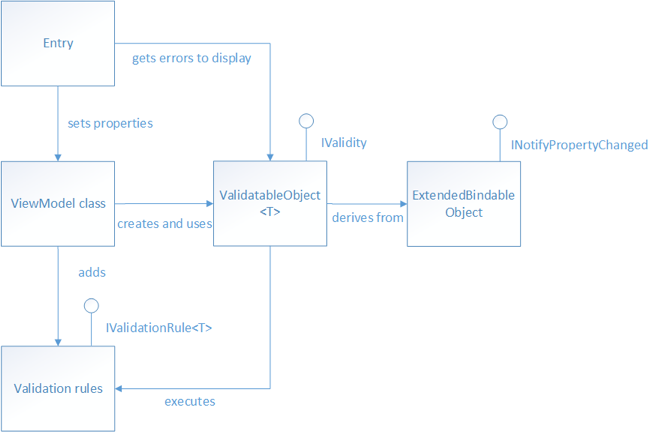 Entry
gets errors to display
sets properties
IValidity
INotifyPropertyChanged
ViewModel class
creates and uses
ValidatableObject
<T>
derives from
ExtendedBindable
Object
adds
IValidationRule<T>
Validation rules
executes